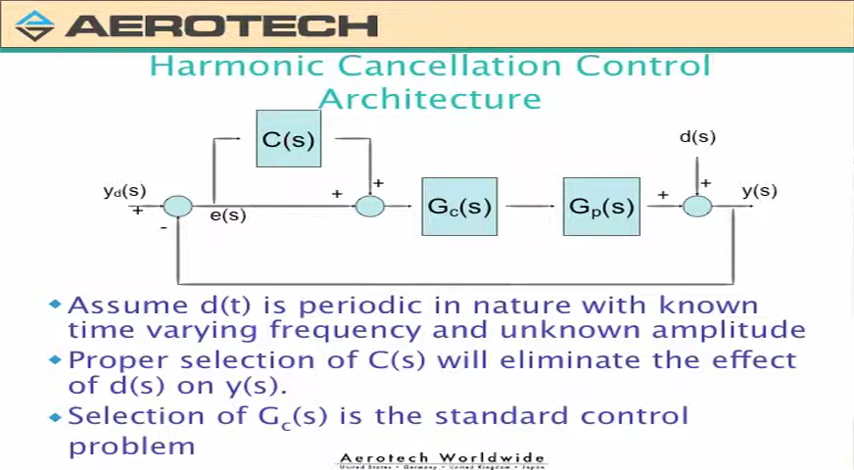 AEROTECH
Harmonic Cancellation Control
Architecture
C(s)
d(s)
yd(s)
+
-
e(s)
+
+
Gc(s)
Gp(s)
+
+
y(s)
Assume d(t) is periodic in nature with known
time varying frequency and unknown amplitude
Proper selection of C(s) will eliminate the effect
of d(s) on y(s).
Selection of Gc(s) is the standard control
problem
Aerotech Worldwide
United States • Germany • United Kingdom • Japan